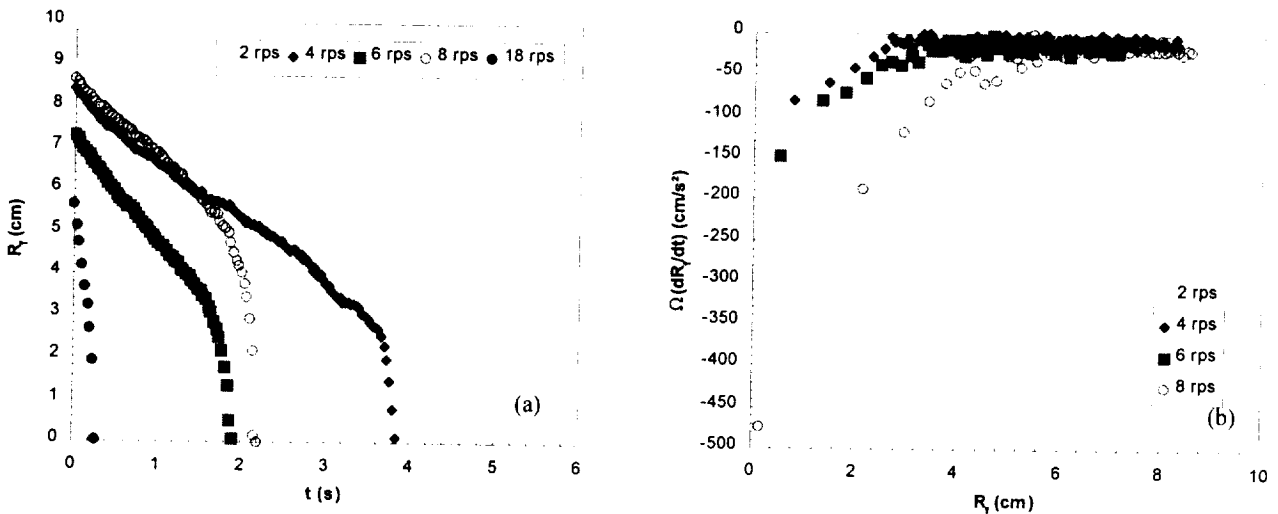 10
9
8
7
6
5
4
3
2
1
0
R_r (cm)
2 rps ◆ 4 rps ■ 6 rps ○ 8 rps ● 18 rps
(a)
0 1 2 3 4 5 6
t (s)
0
-50
-100
-150
-200
-250
-300
-350
-400
-450
-500
Ω (dR_r/dt) (cm/s²)
2 rps
◆ 4 rps
■ 6 rps
○ 8 rps
(b)
0 2 4 6 8 10
R_r (cm)